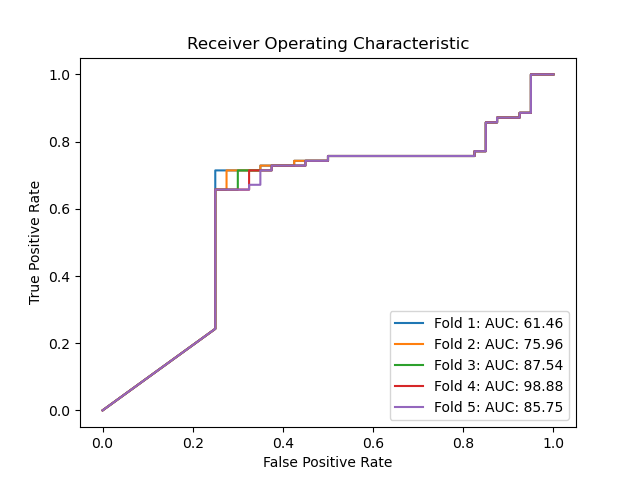 Receiver Operating Characteristic
True Positive Rate
1.0
0.8
0.6
0.4
0.2
0.0
Fold 1: AUC: 61.46
Fold 2: AUC: 75.96
Fold 3: AUC: 87.54
Fold 4: AUC: 98.88
Fold 5: AUC: 85.75
0.0 0.2 0.4 0.6 0.8 1.0
False Positive Rate